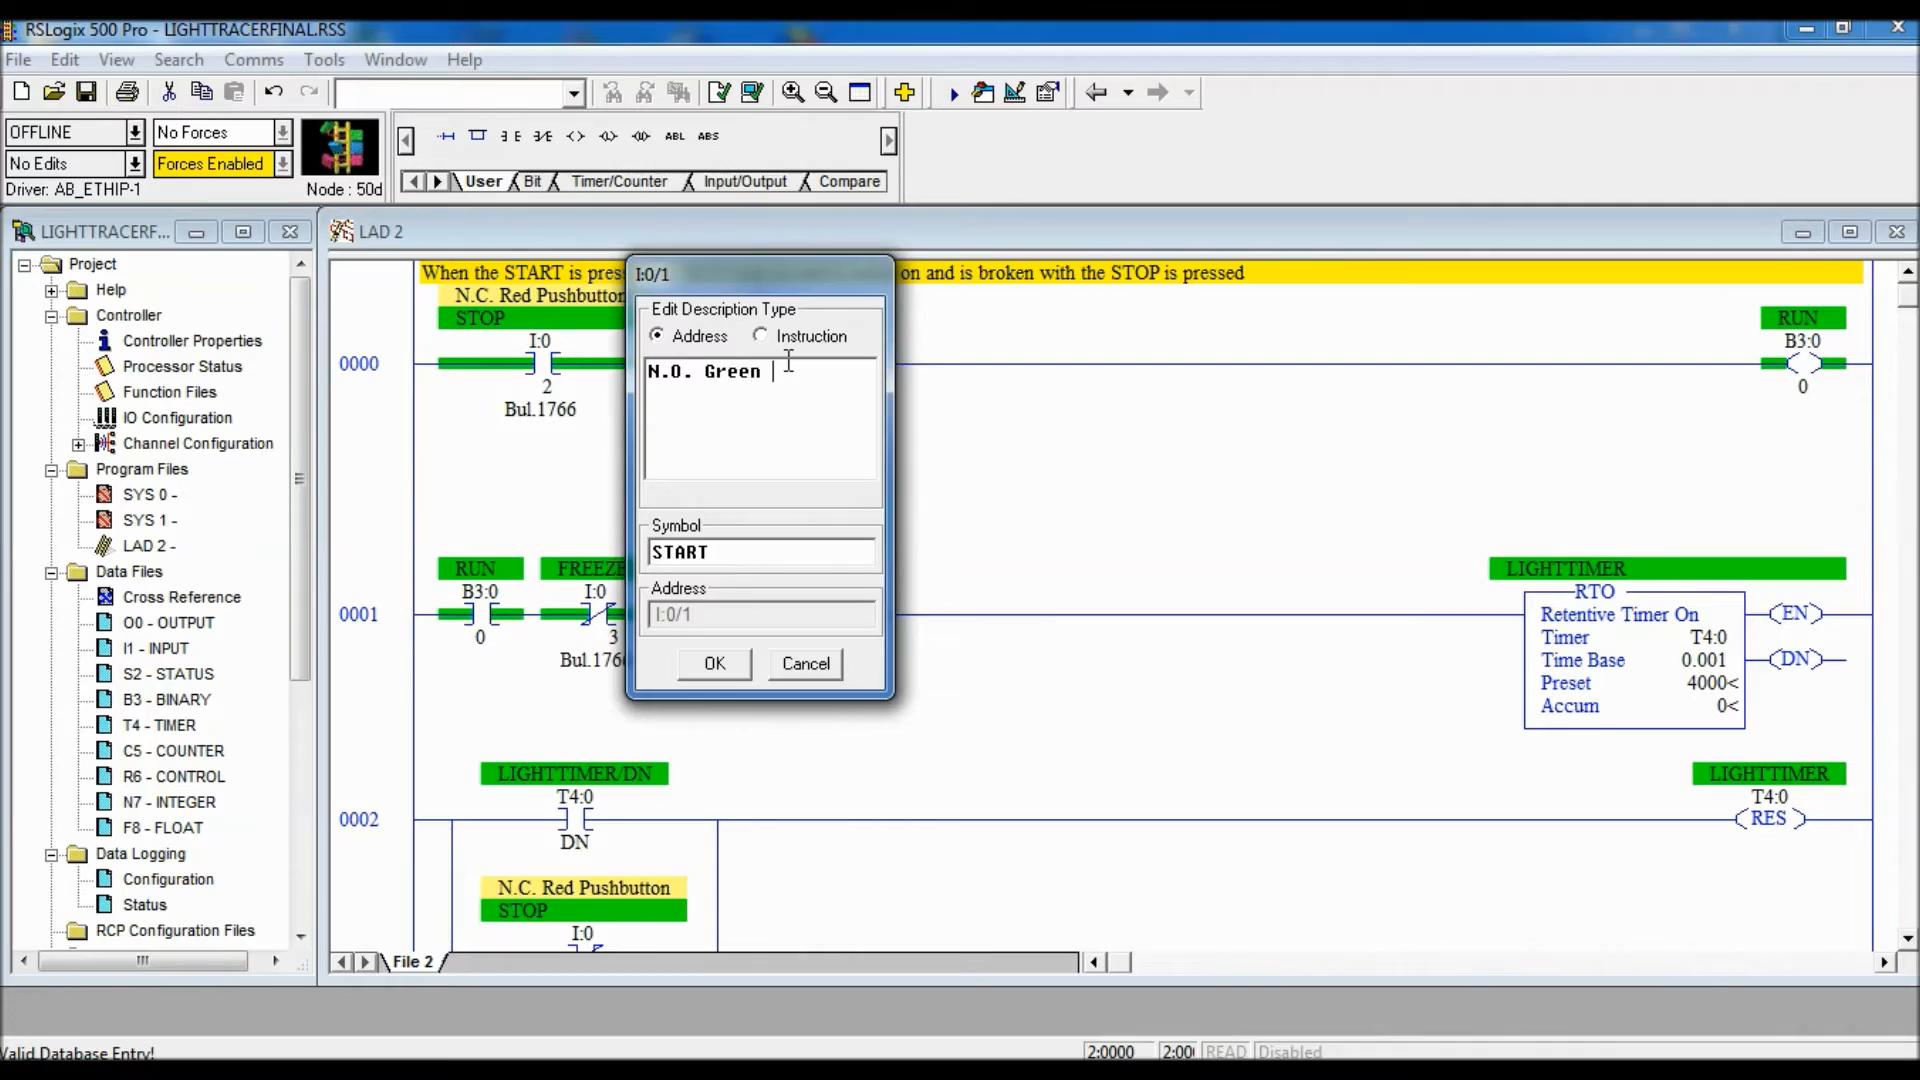 RSLogix 500 Pro - LIGHTTRACERFINAL.RSS
File Edit View Search Comms Tools Window Help
OFFLINE No Forces
No Edits Forces Enabled
Driver: AB_ETHIP-1 Node : 50d
ABL ABS
User Bit Timer/Counter Input/Output Compare
LIGHTTRACERF...
Project
Help
Controller
Controller Properties
Processor Status
Function Files
IO Configuration
Channel Configuration
Program Files
SYS 0 -
SYS 1 -
LAD 2 -
Data Files
Cross Reference
O0 - OUTPUT
I1 - INPUT
S2 - STATUS
B3 - BINARY
T4 - TIMER
C5 - COUNTER
R6 - CONTROL
N7 - INTEGER
F8 - FLOAT
Data Logging
Configuration
Status
RCP Configuration Files
LAD 2
When the START is press on and is broken with the STOP is pressed
N.C. Red Pushbutton
STOP
I:0
0000
2
Bul.1766
RUN
B3:0
0
I:0/1
Edit Description Type
Address Instruction
N.O. Green
Symbol
START
Address
I:0/1
OK Cancel
RUN FREEZE
B3:0 I:0
0001
0 3
Bul.1766
LIGHTTIMER
RTO
Retentive Timer On
Timer T4:0
Time Base 0.001
Preset 4000<
Accum 0<
EN
DN
LIGHTTIMER/DN
T4:0
0002
DN
LIGHTTIMER
T4:0
RES
N.C. Red Pushbutton
STOP
I:0
File 2
Valid Database Entry!
2:0000 2:00 READ Disabled